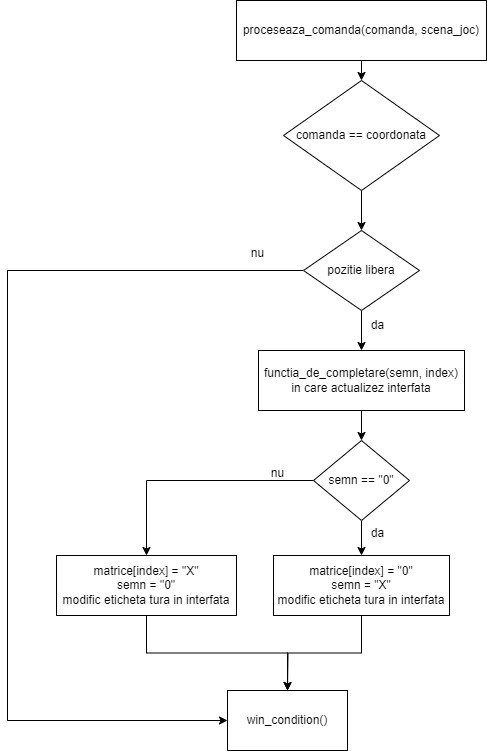 proceseaza_comanda(comanda, scena_joc)
comanda == coordonata
nu
pozitie libera
da
functia_de_completare(semn, index)
in care actualizez interfata
nu
semn == "0"
da
matrice[index] = "X"
semn = "0"
modific eticheta tura in interfata
matrice[index] = "0"
semn = "X"
modific eticheta tura in interfata
win_condition()